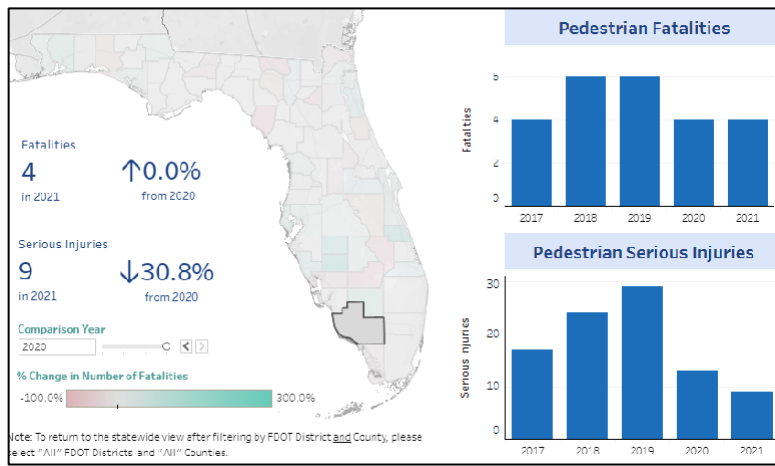 Pedestrian Fatalities
Fatalities
4
in 2021
↑0.0%
from 2020
Serious Injuries
9
in 2021
↓30.8%
from 2020
Comparison Year
2020
% Change in Number of Fatalities
-100.0%
300.0%
Note: To return to the statewide view after filtering by FDOT District and County, please
select "All" FDOT Districts and "All" Counties.
Fatalities
6
4
2
0
2017 2018 2019 2020 2021
Pedestrian Serious Injuries
Serious Injuries
30
20
10
0
2017 2018 2019 2020 2021